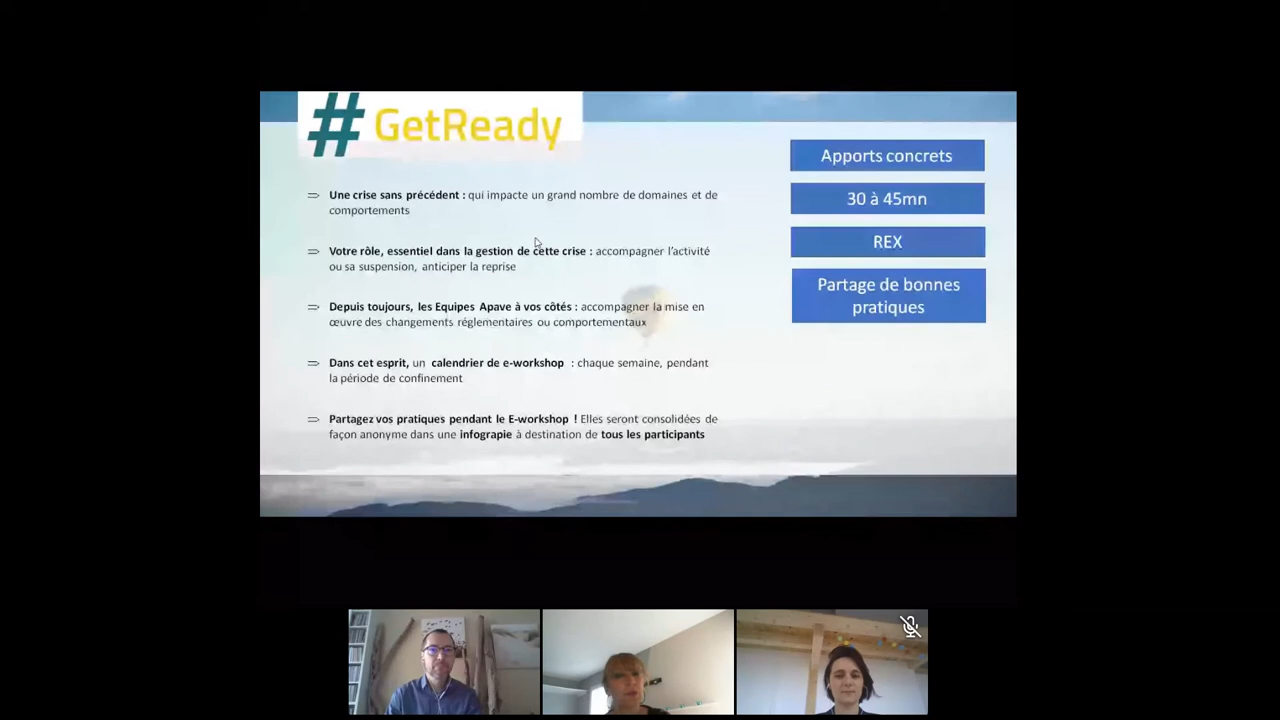 #GetReady
Une crise sans précédent : qui impacte un grand nombre de domaines et de
comportements
Votre rôle, essentiel dans la gestion de cette crise : accompagner l'activité
ou sa suspension, anticiper la reprise
Depuis toujours, les Equipes Apave à vos côtés : accompagner la mise en
œuvre des changements réglementaires ou comportementaux
Dans cet esprit, un calendrier de e-workshop : chaque semaine, pendant
la période de confinement
Partagez vos pratiques pendant le E-workshop ! Elles seront consolidées de
façon anonyme dans une infograpie à destination de tous les participants
Apports concrets
30 à 45mn
REX
Partage de bonnes
pratiques